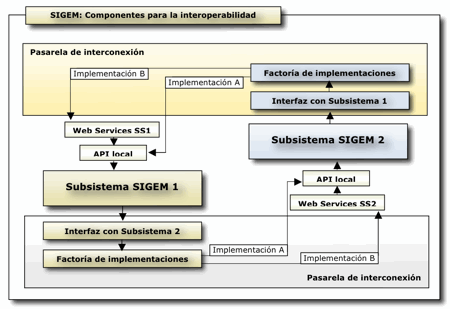 SIGEM: Componentes para la interoperabilidad
Pasarela de interconexión
Implementación B
Factoría de implementaciones
Implementación A
Interfaz con Subsistema 1
Web Services SS1
Subsistema SIGEM 2
API local
Subsistema SIGEM 1
API local
Web Services SS2
Interfaz con Subsistema 2
Implementación A
Factoría de implementaciones
Implementación B
Pasarela de interconexión